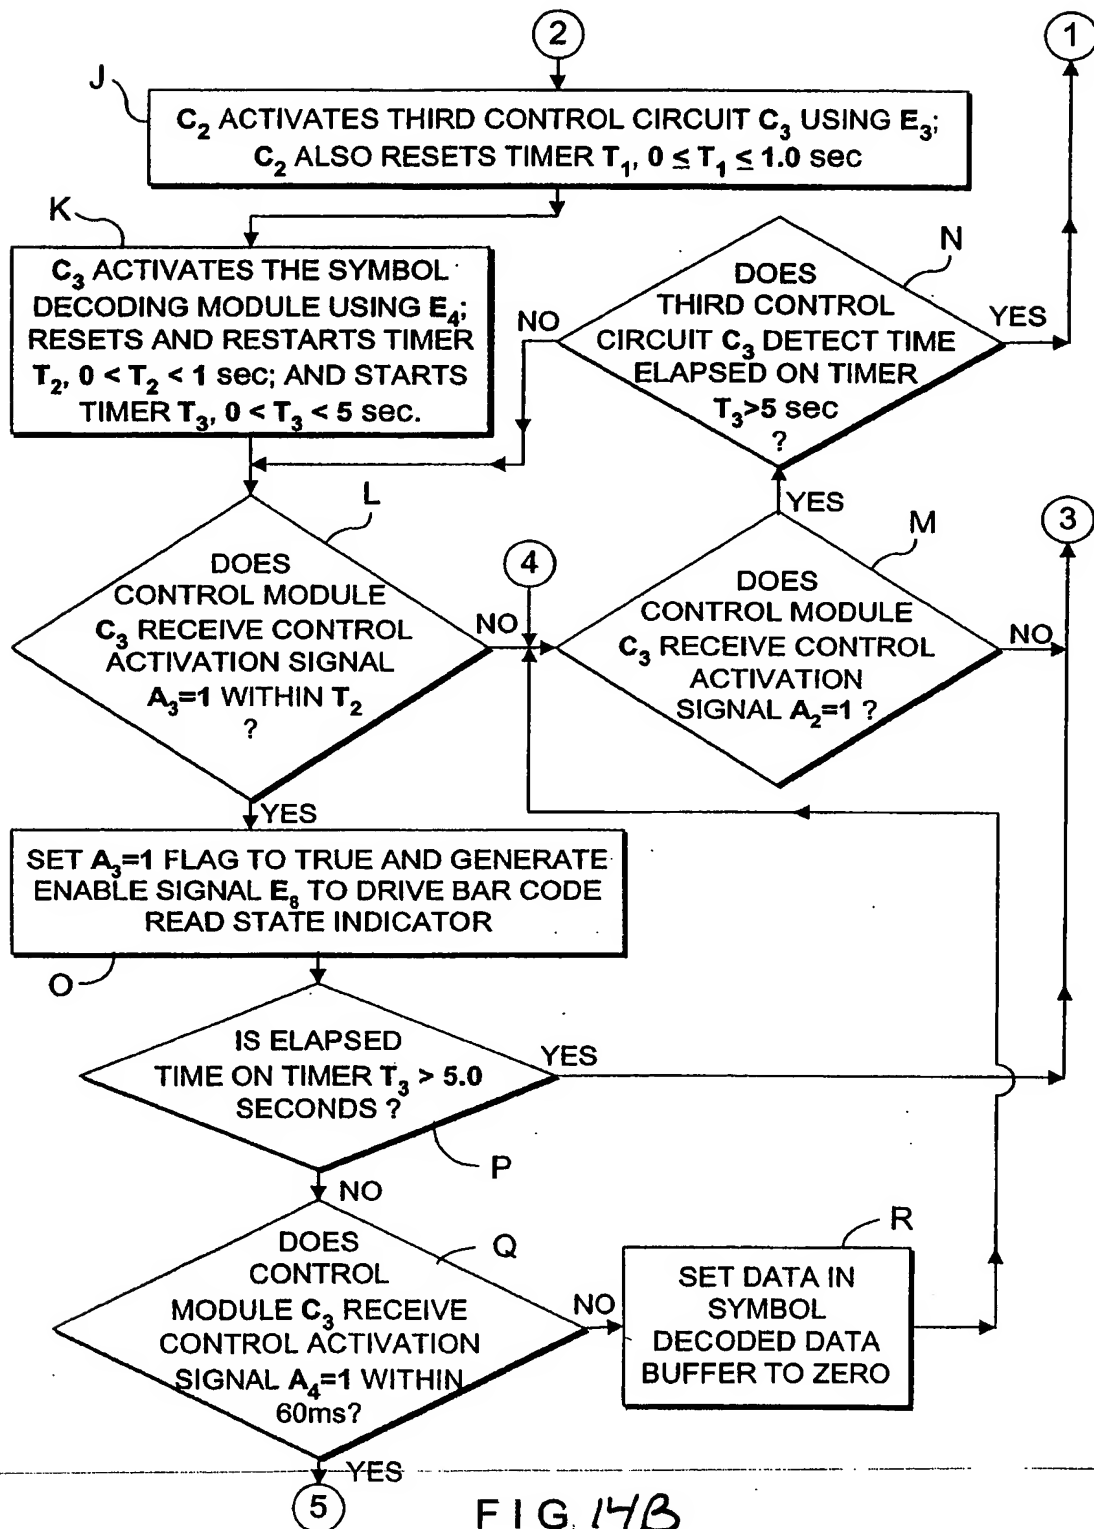 2
1
J
C₂ ACTIVATES THIRD CONTROL CIRCUIT C₃ USING E₃;
C₂ ALSO RESETS TIMER T₁, 0 ≤ T₁ ≤ 1.0 sec
K
C₃ ACTIVATES THE SYMBOL
DECODING MODULE USING E₄;
RESETS AND RESTARTS TIMER
T₂, 0 < T₂ < 1 sec; AND STARTS
TIMER T₃, 0 < T₃ < 5 sec.
N
DOES
THIRD CONTROL
CIRCUIT C₃ DETECT TIME
ELAPSED ON TIMER
T₃>5 sec
?
NO
YES
L
DOES
CONTROL MODULE
C₃ RECEIVE CONTROL
ACTIVATION SIGNAL
A₃=1 WITHIN T₂
?
NO
YES
4
YES
M
DOES
CONTROL MODULE
C₃ RECEIVE CONTROL
ACTIVATION
SIGNAL A₂=1 ?
NO
3
SET A₃=1 FLAG TO TRUE AND GENERATE
ENABLE SIGNAL E₈ TO DRIVE BAR CODE
READ STATE INDICATOR
O
IS ELAPSED
TIME ON TIMER T₃ > 5.0
SECONDS ?
YES
P
NO
DOES
CONTROL
MODULE C₃ RECEIVE
CONTROL ACTIVATION
SIGNAL A₄=1 WITHIN
60ms?
Q
NO
R
SET DATA IN
SYMBOL
DECODED DATA
BUFFER TO ZERO
YES
5
FIG. 14B